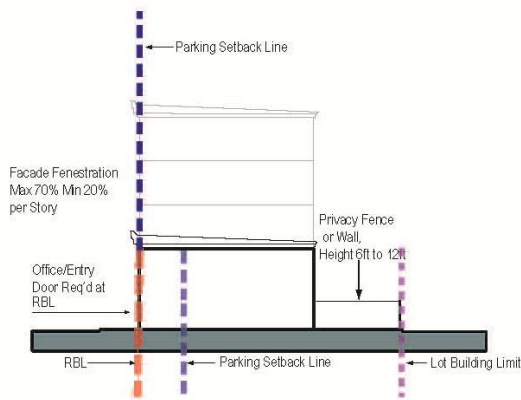 Parking Setback Line
Facade Fenestration
Max 70% Min 20%
per Story
Privacy Fence
or Wall,
Height 6ft to 12ft
Office/Entry
Door Req'd at
RBL
RBL
Parking Setback Line
Lot Building Limit